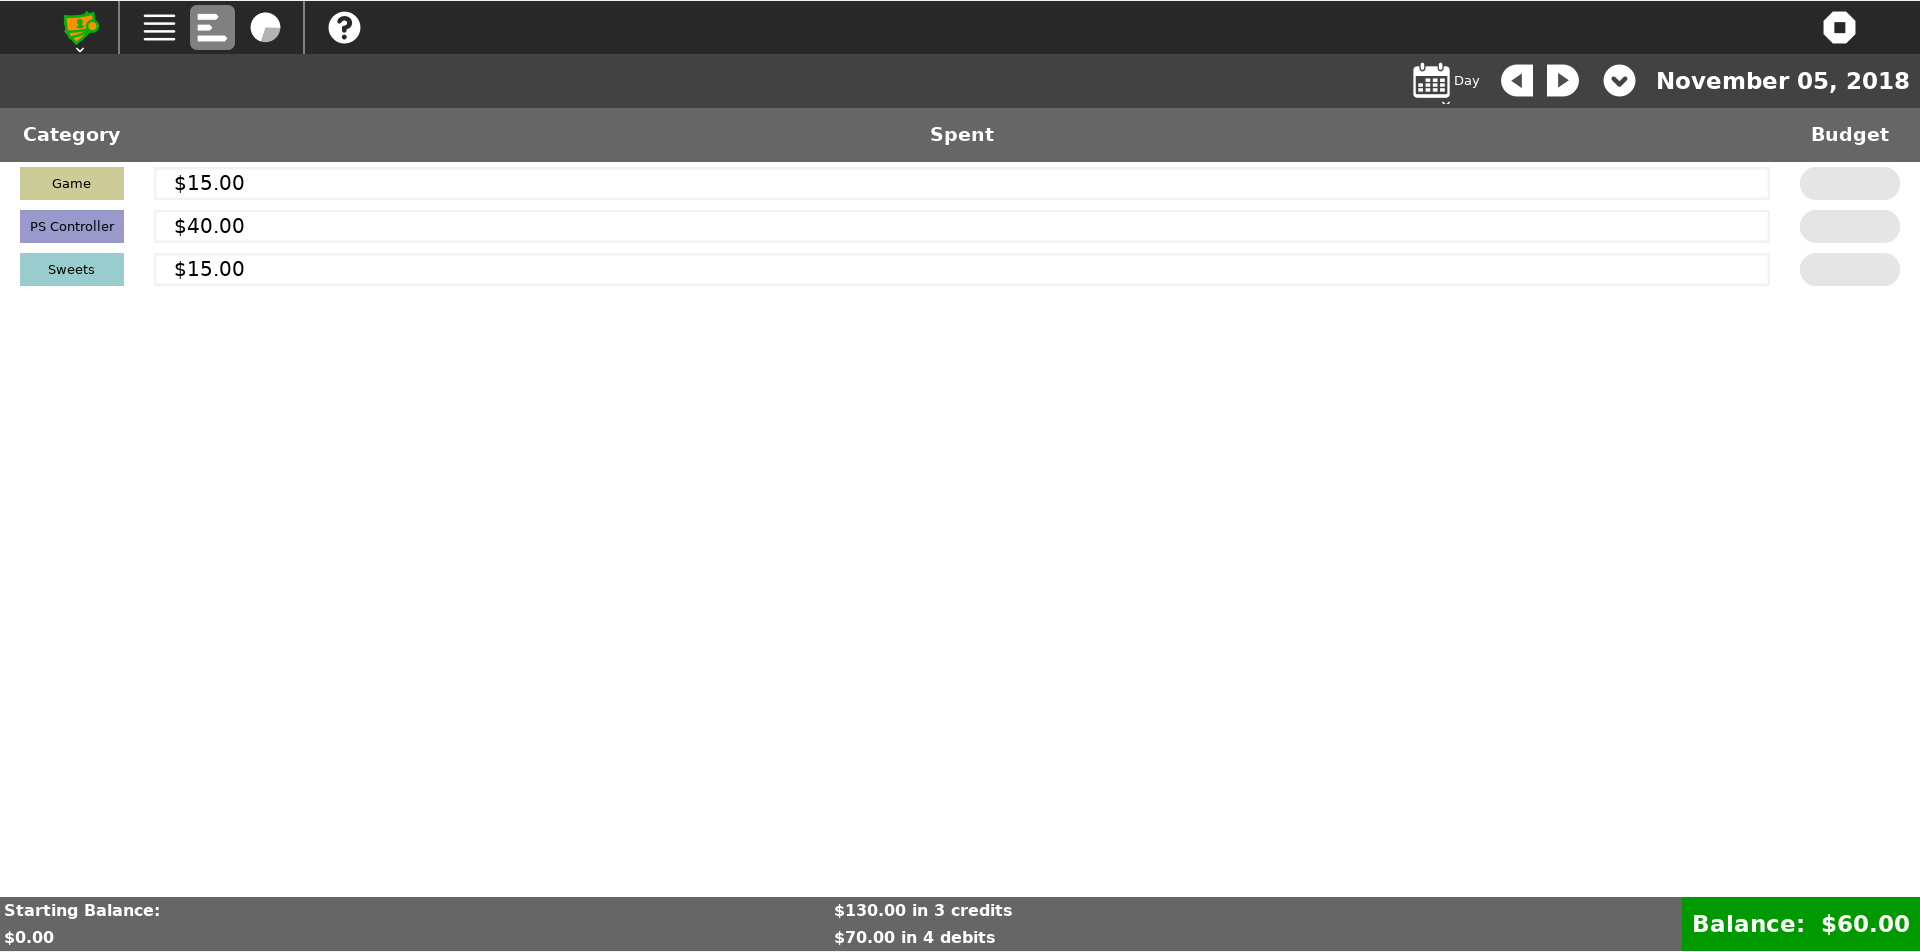 Day
November 05, 2018
Category Spent Budget
Game $15.00
PS Controller $40.00
Sweets $15.00
Starting Balance:
$0.00
$130.00 in 3 credits
$70.00 in 4 debits
Balance: $60.00